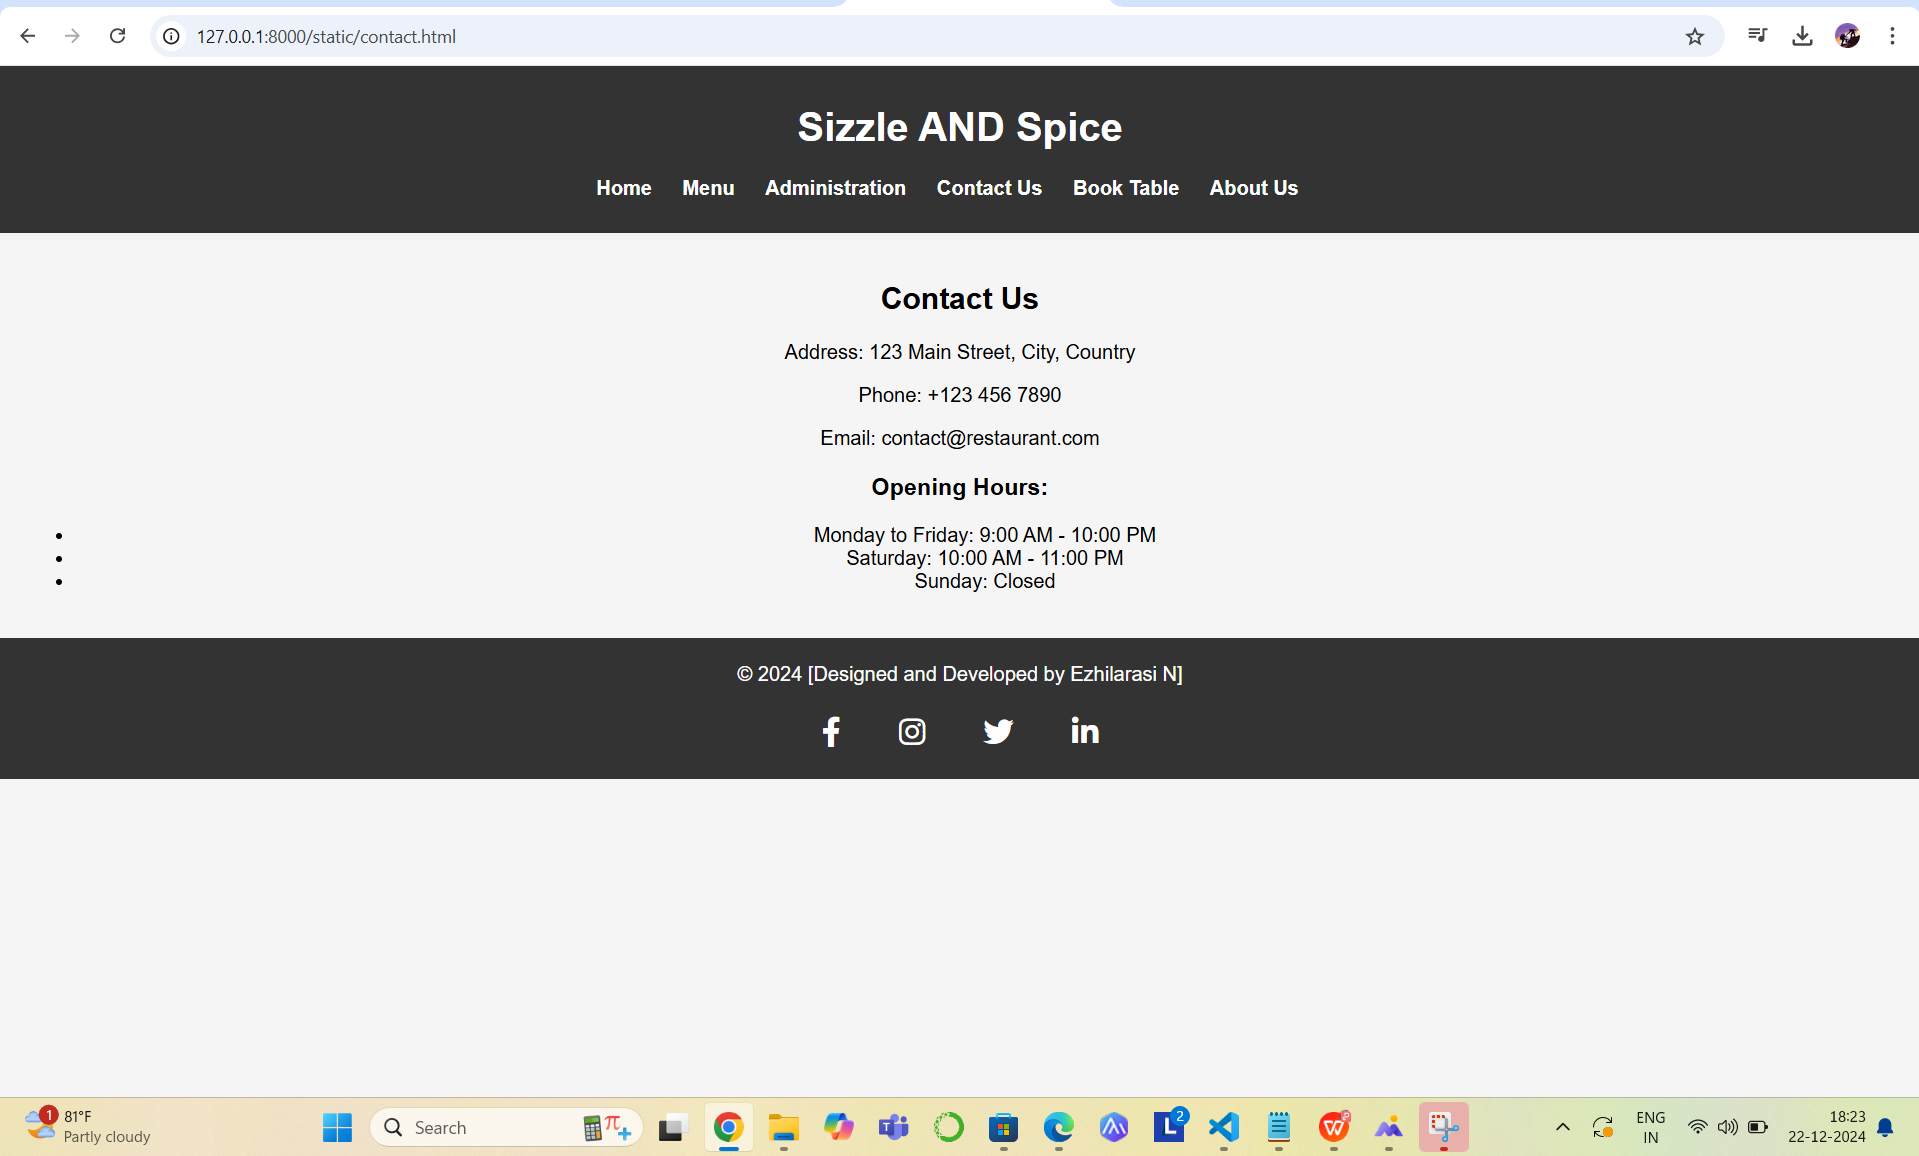 127.0.0.1:8000/static/contact.html
Sizzle AND Spice
Home Menu Administration Contact Us Book Table About Us
Contact Us
Address: 123 Main Street, City, Country
Phone: +123 456 7890
Email: contact@restaurant.com
Opening Hours:
• Monday to Friday: 9:00 AM - 10:00 PM
• Saturday: 10:00 AM - 11:00 PM
• Sunday: Closed
© 2024 [Designed and Developed by Ezhilarasi N]
1 81°F
Partly cloudy
Search
2
ENG
IN
18:23
22-12-2024